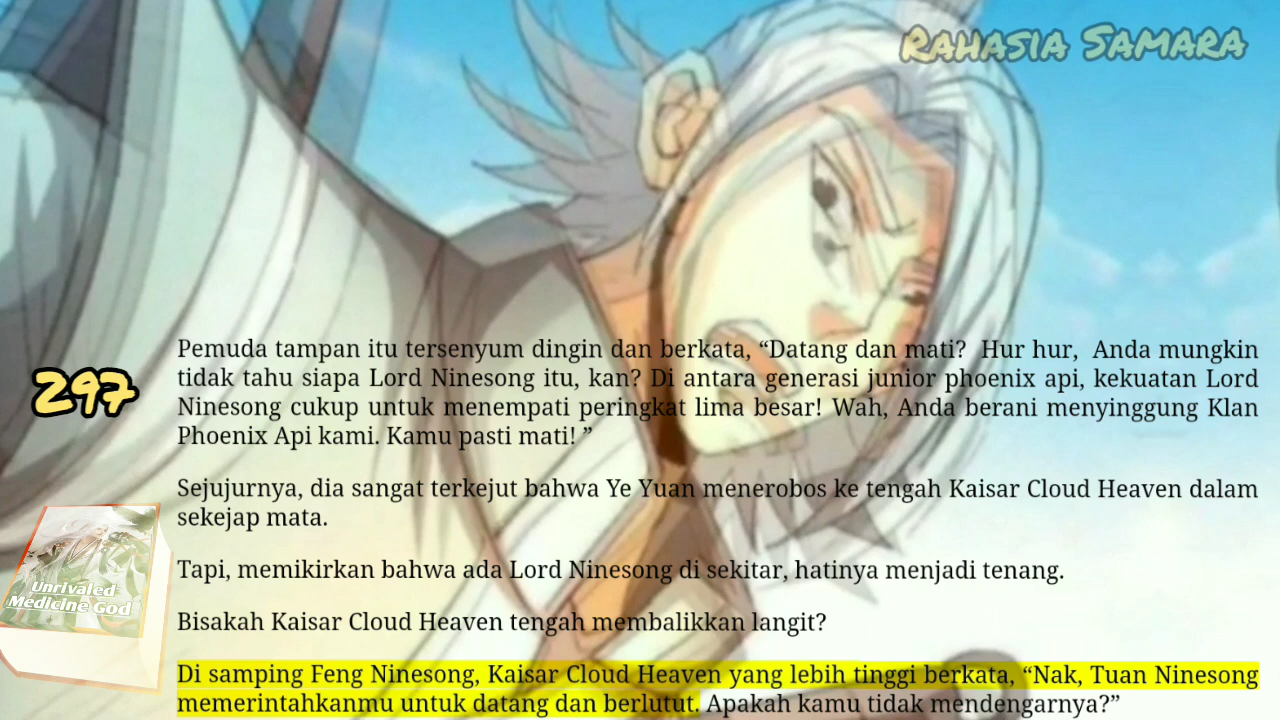 Rahasia Samara
Pemuda tampan itu tersenyum dingin dan berkata, “Datang dan mati?  Hur hur,  Anda mungkin
tidak tahu siapa Lord Ninesong itu, kan? Di antara generasi junior phoenix api, kekuatan Lord
Ninesong cukup untuk menempati peringkat lima besar! Wah, Anda berani menyinggung Klan
Phoenix Api kami. Kamu pasti mati! ”
297
Sejujurnya, dia sangat terkejut bahwa Ye Yuan menerobos ke tengah Kaisar Cloud Heaven dalam
sekejap mata.
Tapi, memikirkan bahwa ada Lord Ninesong di sekitar, hatinya menjadi tenang.
Unrivaled
Medicine God
Bisakah Kaisar Cloud Heaven tengah membalikkan langit?
Di samping Feng Ninesong, Kaisar Cloud Heaven yang lebih tinggi berkata, “Nak, Tuan Ninesong
memerintahkanmu untuk datang dan berlutut. Apakah kamu tidak mendengarnya?”